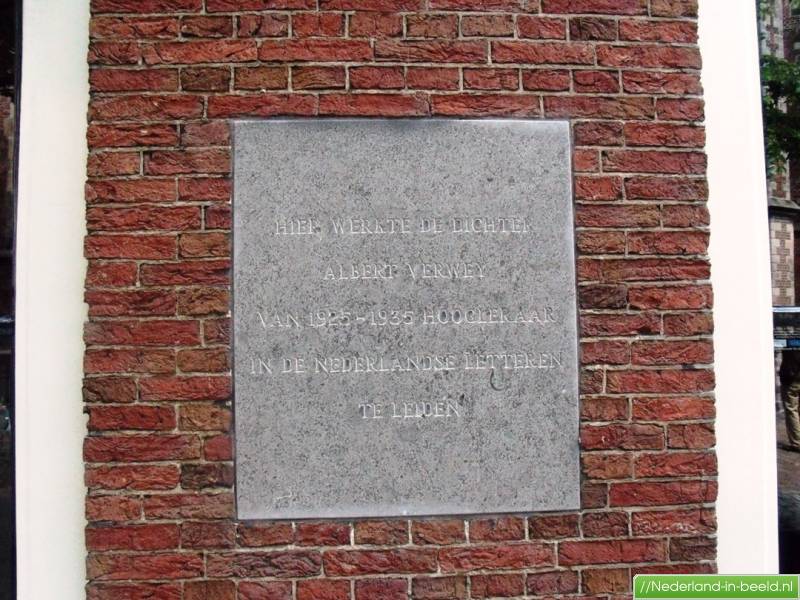 HIER WERKTE DE DICHTER
ALBERT VERWEY
VAN 1925-1935 HOOGLERAAR
IN DE NEDERLANDSE LETTEREN
TE LEIDEN
//Nederland-in-beeld.nl